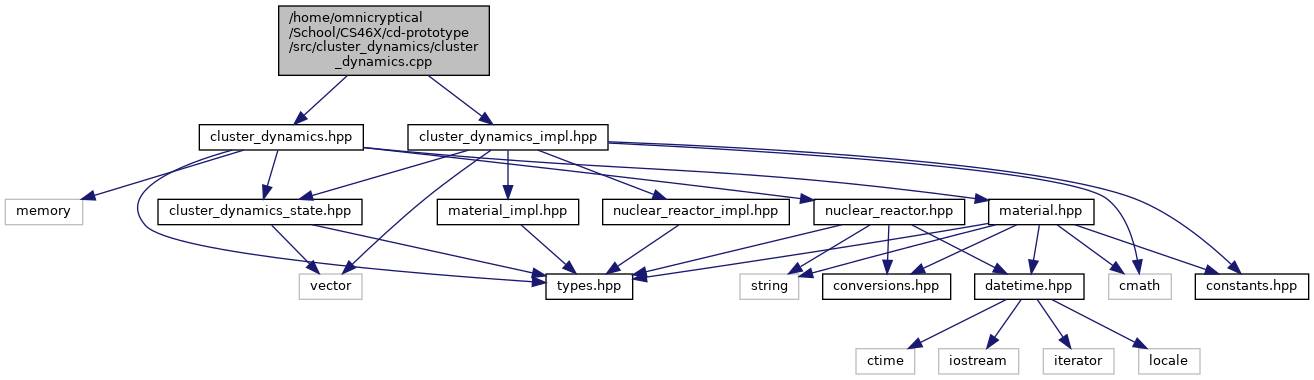 /home/omnicryptical
/School/CS46X/cd-prototype
/src/cluster_dynamics/cluster
_dynamics.cpp
cluster_dynamics.hpp
cluster_dynamics_impl.hpp
memory
cluster_dynamics_state.hpp
material_impl.hpp
nuclear_reactor_impl.hpp
nuclear_reactor.hpp
material.hpp
vector
types.hpp
string
conversions.hpp
datetime.hpp
cmath
constants.hpp
ctime
iostream
iterator
locale